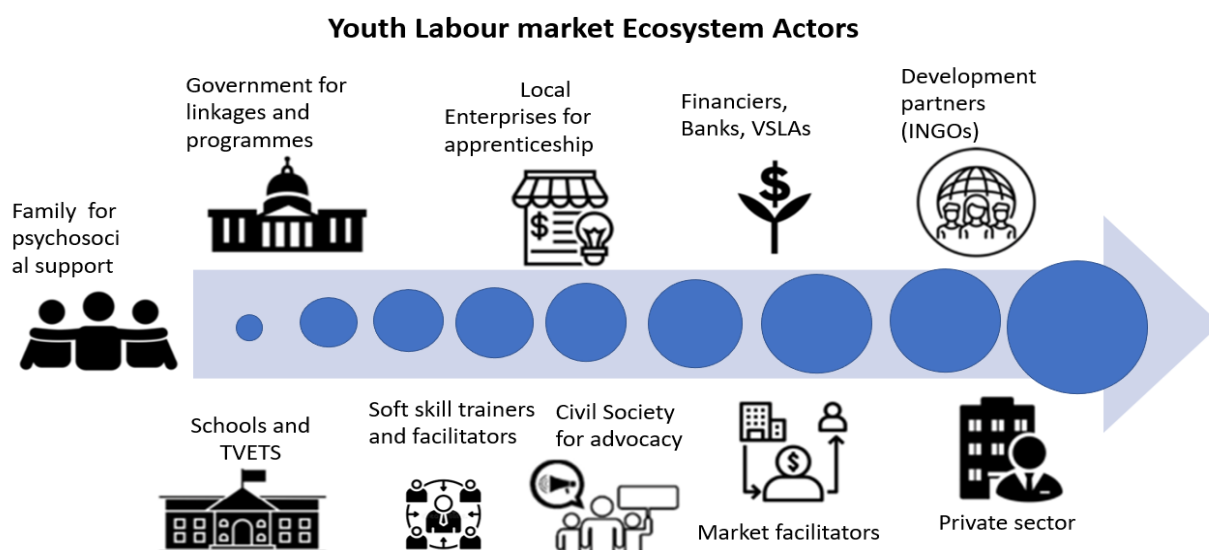 Youth Labour market Ecosystem Actors
Government for
linkages and
programmes
Local
Enterprises for
apprenticeship
Financiers,
Banks, VSLAs
Development
partners
(INGOs)
Family for
psychosoci
al support
$
$
Schools and
TVETS
Soft skill trainers
and facilitators
Civil Society
for advocacy
$
Market facilitators
Private sector